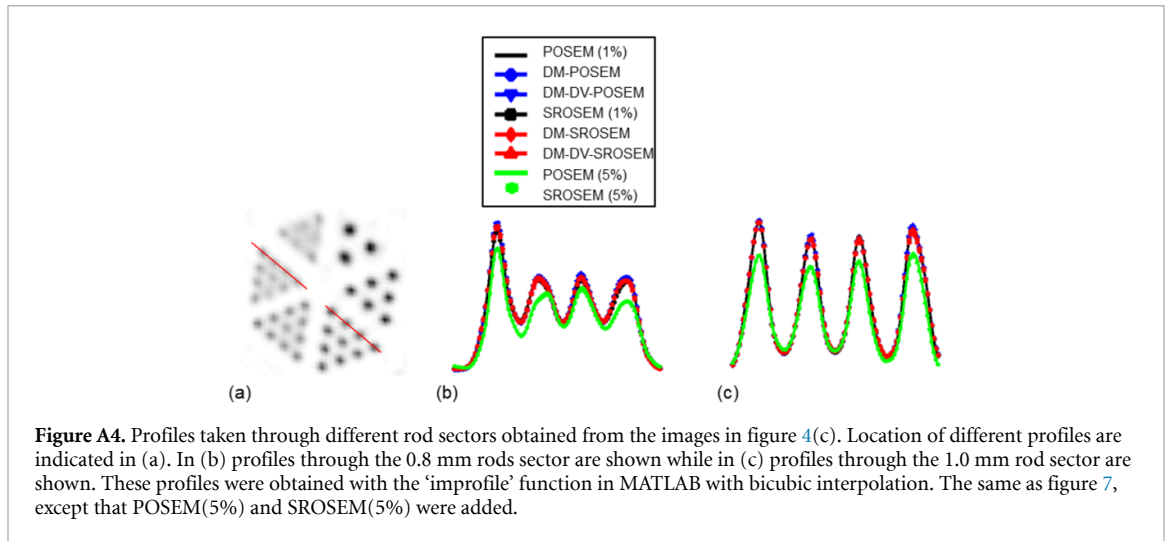 POSEM (1%)
DM-POSEM
DM-DV-POSEM
SROSEM (1%)
DM-SROSEM
DM-DV-SROSEM
POSEM (5%)
SROSEM (5%)
(a)
(b)
(c)
Figure A4. Profiles taken through different rod sectors obtained from the images in figure 4(c). Location of different profiles are
indicated in (a). In (b) profiles through the 0.8 mm rods sector are shown while in (c) profiles through the 1.0 mm rod sector are
shown. These profiles were obtained with the ‘improfile’ function in MATLAB with bicubic interpolation. The same as figure 7,
except that POSEM(5%) and SROSEM(5%) were added.